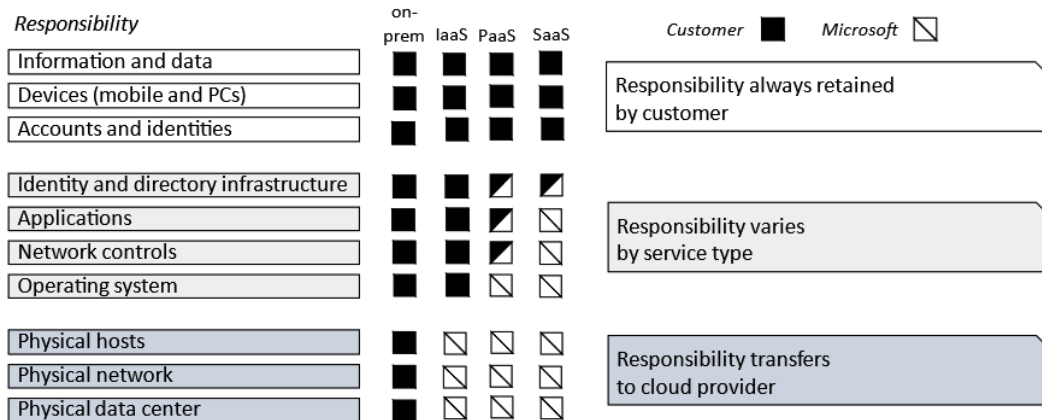 Responsibility
on-
prem IaaS PaaS SaaS
Customer Microsoft
Information and data
Devices (mobile and PCs)
Accounts and identities
Responsibility always retained
by customer
Identity and directory infrastructure
Applications
Network controls
Operating system
Responsibility varies
by service type
Physical hosts
Physical network
Physical data center
Responsibility transfers
to cloud provider